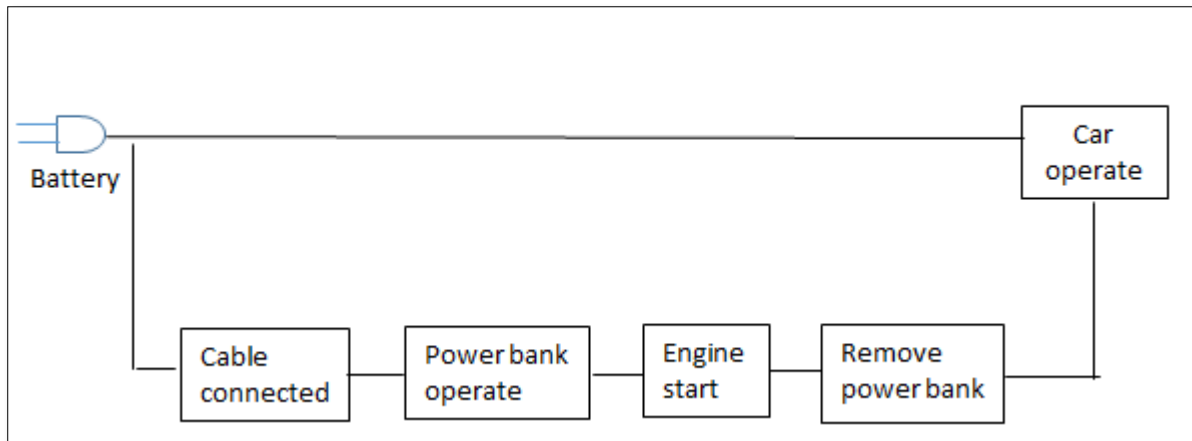 Battery
Car
operate
Cable
connected
Power bank
operate
Engine
start
Remove
power bank